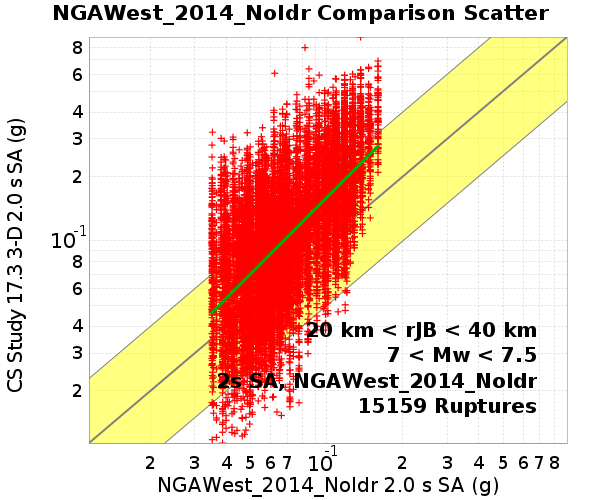 NGAWest_2014_NoIdr Comparison Scatter
CS Study 17.3 3-D 2.0 s SA (g)
8
6
4
3
2
10-1
8
6
4
3
2
20 km < rJB < 40 km
7 < Mw < 7.5
2s SA, NGAWest_2014_NoIdr
15159 Ruptures
2 3 4 5 6 7 10-1 2 3 4 5 6 7 8
NGAWest_2014_NoIdr 2.0 s SA (g)